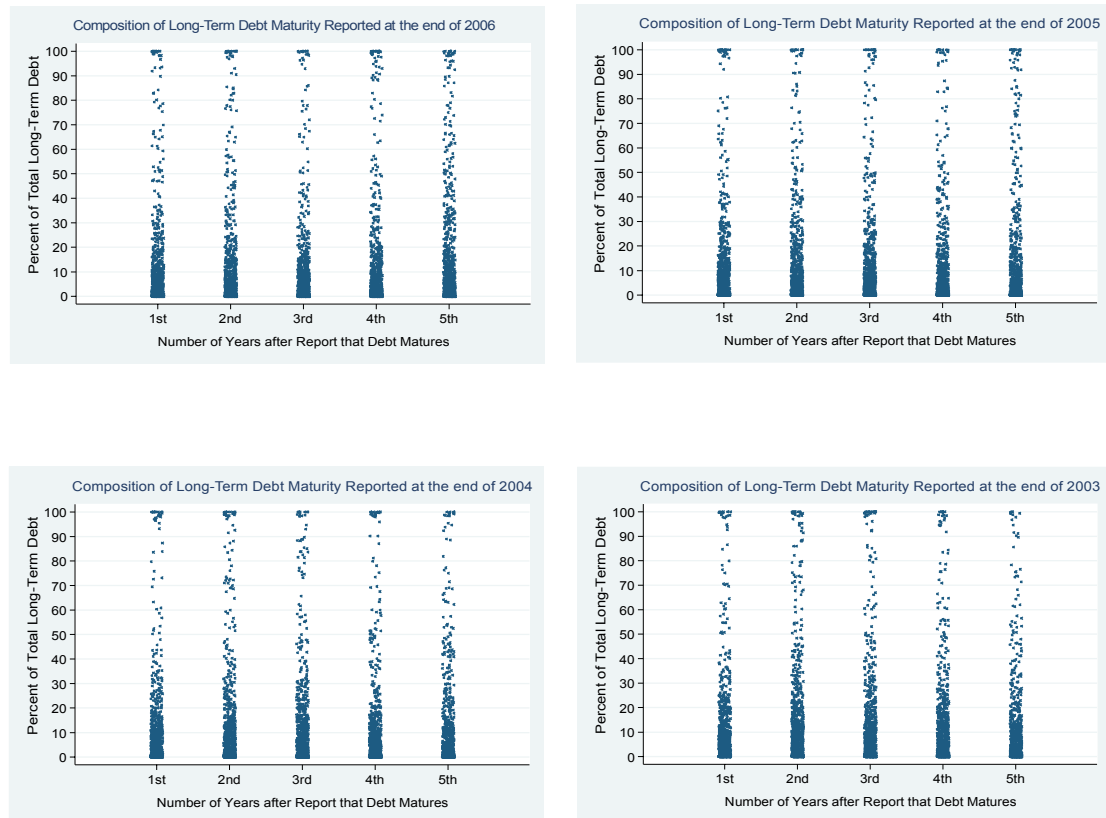 Composition of Long-Term Debt Maturity Reported at the end of 2006
Percent of Total Long-Term Debt
100
90
80
70
60
50
40
30
20
10
0
1st 2nd 3rd 4th 5th
Number of Years after Report that Debt Matures
Composition of Long-Term Debt Maturity Reported at the end of 2005
Percent of Total Long-Term Debt
100
90
80
70
60
50
40
30
20
10
0
1st 2nd 3rd 4th 5th
Number of Years after Report that Debt Matures
Composition of Long-Term Debt Maturity Reported at the end of 2004
Percent of Total Long-Term Debt
100
90
80
70
60
50
40
30
20
10
0
1st 2nd 3rd 4th 5th
Number of Years after Report that Debt Matures
Composition of Long-Term Debt Maturity Reported at the end of 2003
Percent of Total Long-Term Debt
100
90
80
70
60
50
40
30
20
10
0
1st 2nd 3rd 4th 5th
Number of Years after Report that Debt Matures